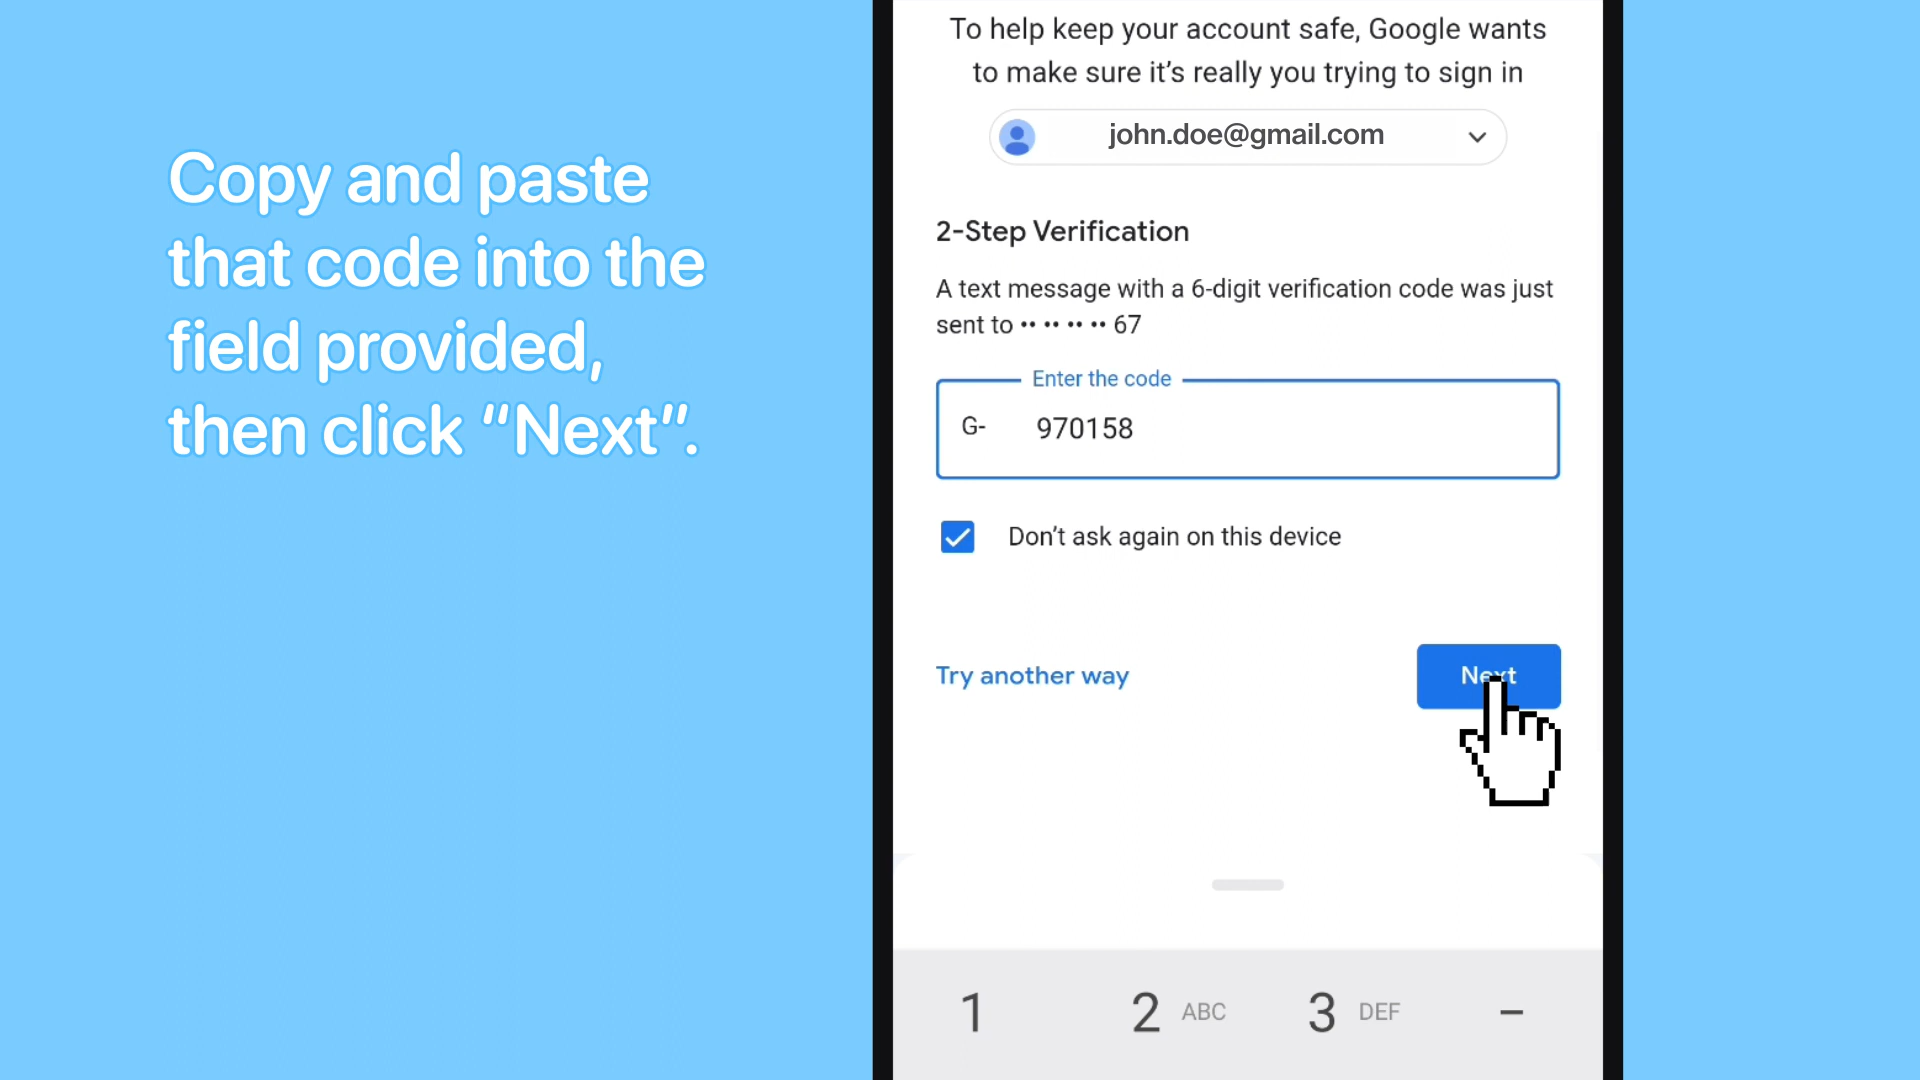 Copy and paste
that code into the
field provided,
then click “Next”.
To help keep your account safe, Google wants
to make sure it’s really you trying to sign in
john.doe@gmail.com
2-Step Verification
A text message with a 6-digit verification code was just
sent to •• •• •• •• 67
Enter the code
G- 970158
Don’t ask again on this device
Try another way
Next
1 2 ABC 3 DEF –